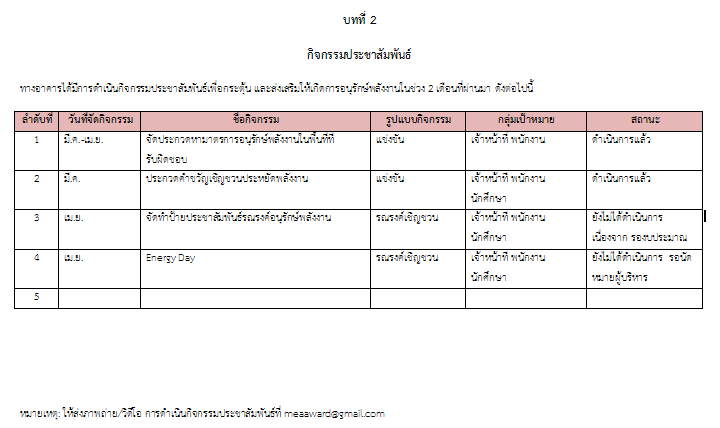 บทที่ 2
กิจกรรมประชาสัมพันธ์
ทางอาคารได้มีการดำเนินกิจกรรมประชาสัมพันธ์เพื่อกระตุ้น และส่งเสริมให้เกิดการอนุรักษ์พลังงานในช่วง 2 เดือนที่ผ่านมา ดังต่อไปนี้
ลำดับที่ วันที่จัดกิจกรรม ชื่อกิจกรรม รูปแบบกิจกรรม กลุ่มเป้าหมาย สถานะ
1 มี.ค.-เม.ย. จัดประกวดหามาตรการอนุรักษ์พลังงานในพื้นที่ที่ แข่งขัน เจ้าหน้าที่ พนักงาน ดำเนินการแล้ว
รับผิดชอบ
2 มี.ค. ประกวดคำขวัญเชิญชวนประหยัดพลังงาน แข่งขัน เจ้าหน้าที่ พนักงาน ดำเนินการแล้ว
นักศึกษา
3 เม.ย. จัดทำป้ายประชาสัมพันธ์รณรงค์อนุรักษ์พลังงาน รณรงค์เชิญชวน เจ้าหน้าที่ พนักงาน ยังไม่ได้ดำเนินการ
นักศึกษา เนื่องจาก รองบประมาณ
4 เม.ย. Energy Day รณรงค์เชิญชวน เจ้าหน้าที่ พนักงาน ยังไม่ได้ดำเนินการ รอนัด
นักศึกษา หมายผู้บริหาร
5
หมายเหตุ: ให้ส่งภาพถ่าย/วิดีโอ การดำเนินกิจกรรมประชาสัมพันธ์ที่ meaaward@gmail.com